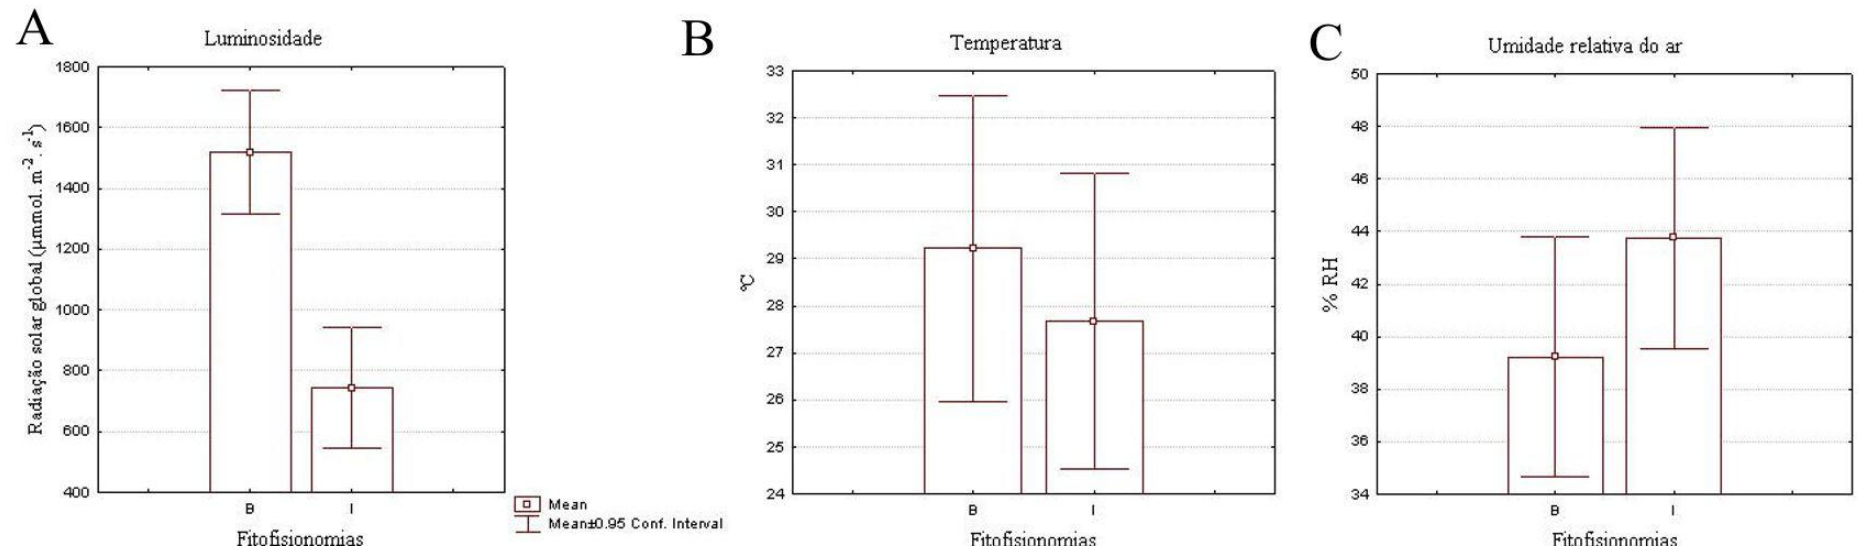 A
Luminosidade
Radiação solar global (µmmol. m-2. s-1)
1800
1600
1400
1200
1000
800
600
400
B I
Fitofisionomias
Mean
Mean±0.95 Conf. Interval
B
Temperatura
°C
33
32
31
30
29
28
27
26
25
24
B I
Fitofisionomias
C
Umidade relativa do ar
% RH
50
48
46
44
42
40
38
36
34
B I
Fitofisionomias